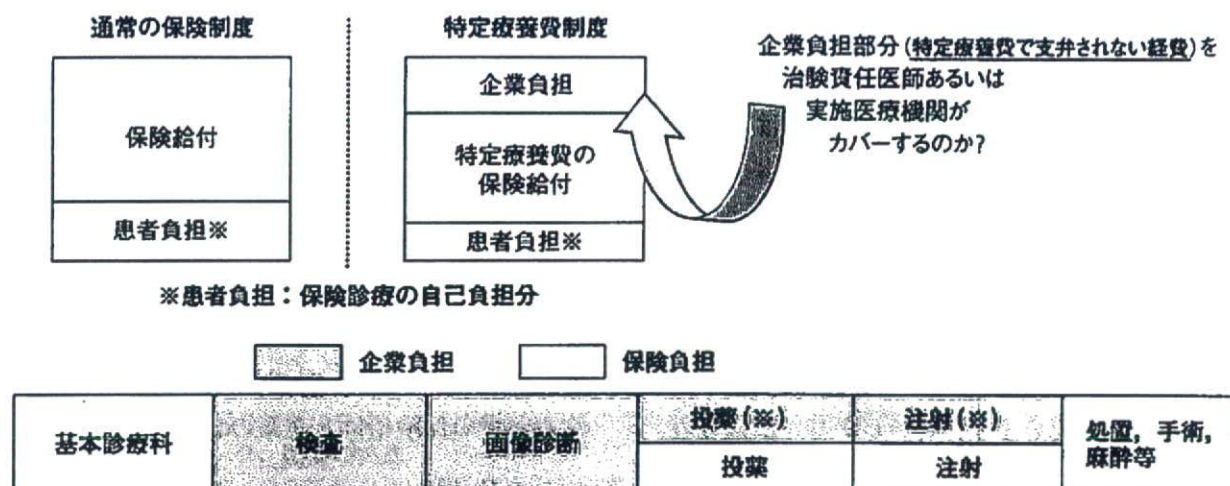 通常の保険制度
特定療養費制度
保険給付
患者負担※
企業負担
特定療養費の
保険給付
患者負担※
企業負担部分(特定療養費で支弁されない経費)を
治験責任医師あるいは
実施医療機関が
カバーするのか?
※患者負担:保険診療の自己負担分
企業負担
保険負担
基本診療科
検査
画像診断
投薬(※)
投薬
注射(※)
注射
処置,手術,
麻酔等